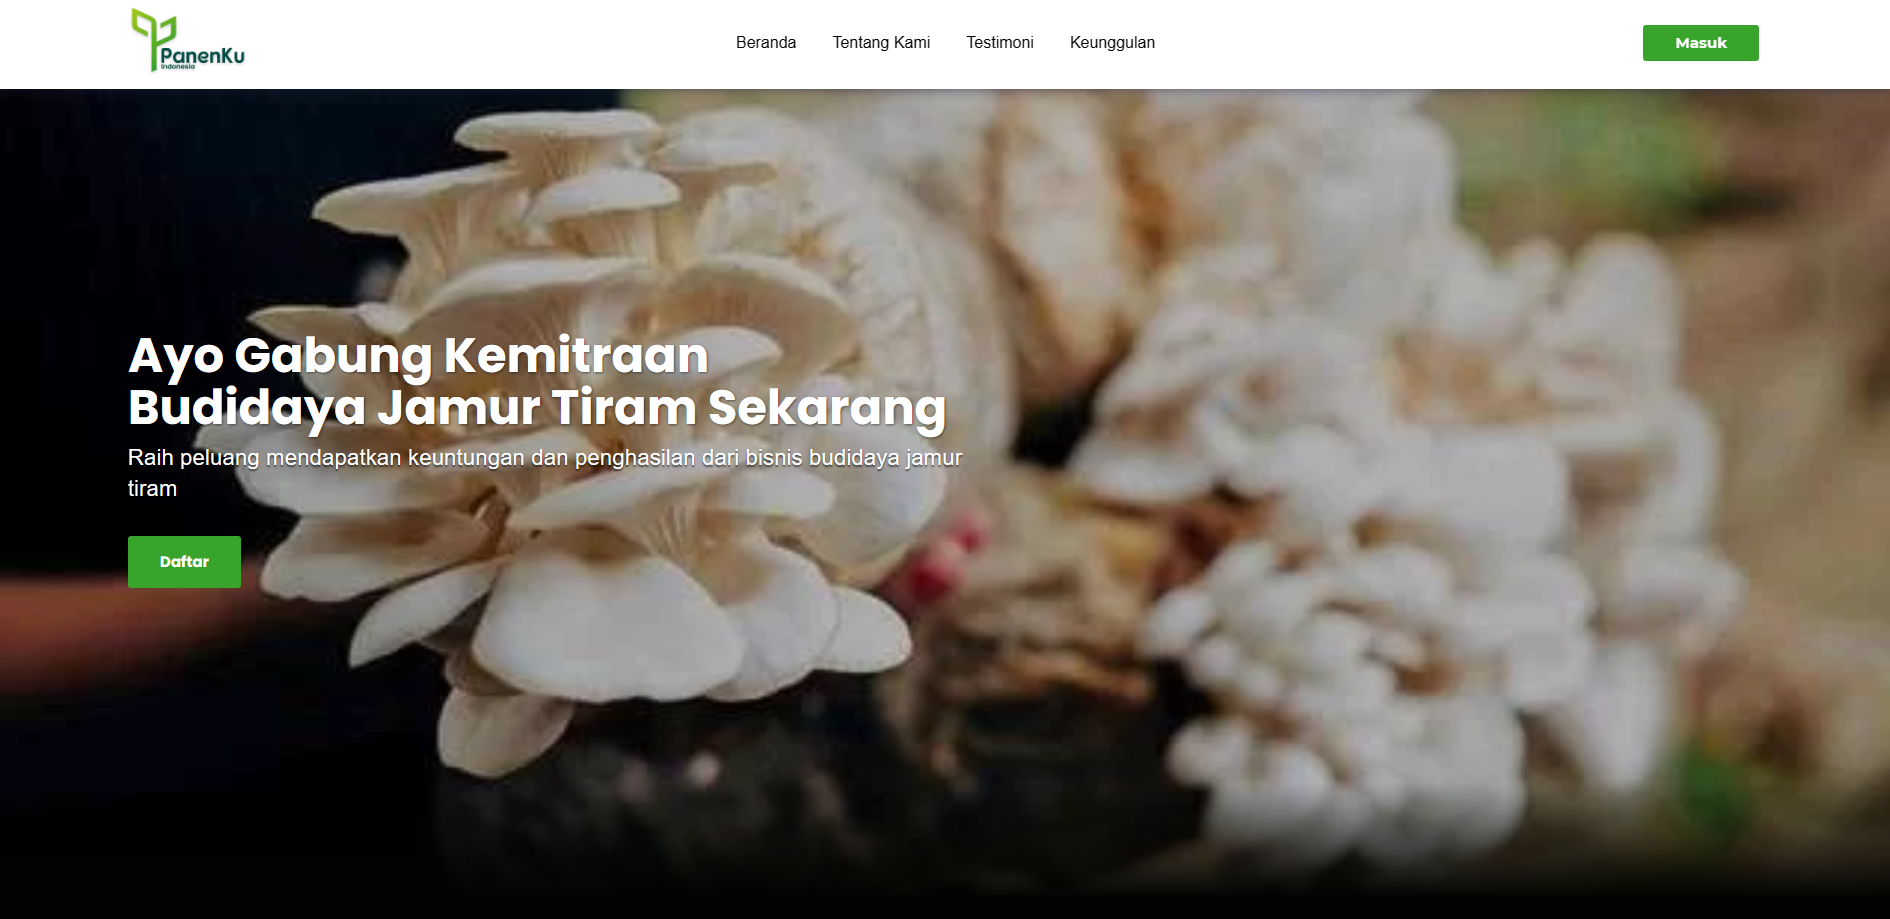 PanenKu
Indonesia
Beranda
Tentang Kami
Testimoni
Keunggulan
Masuk
Ayo Gabung Kemitraan
Budidaya Jamur Tiram Sekarang
Raih peluang mendapatkan keuntungan dan penghasilan dari bisnis budidaya jamur
tiram
Daftar